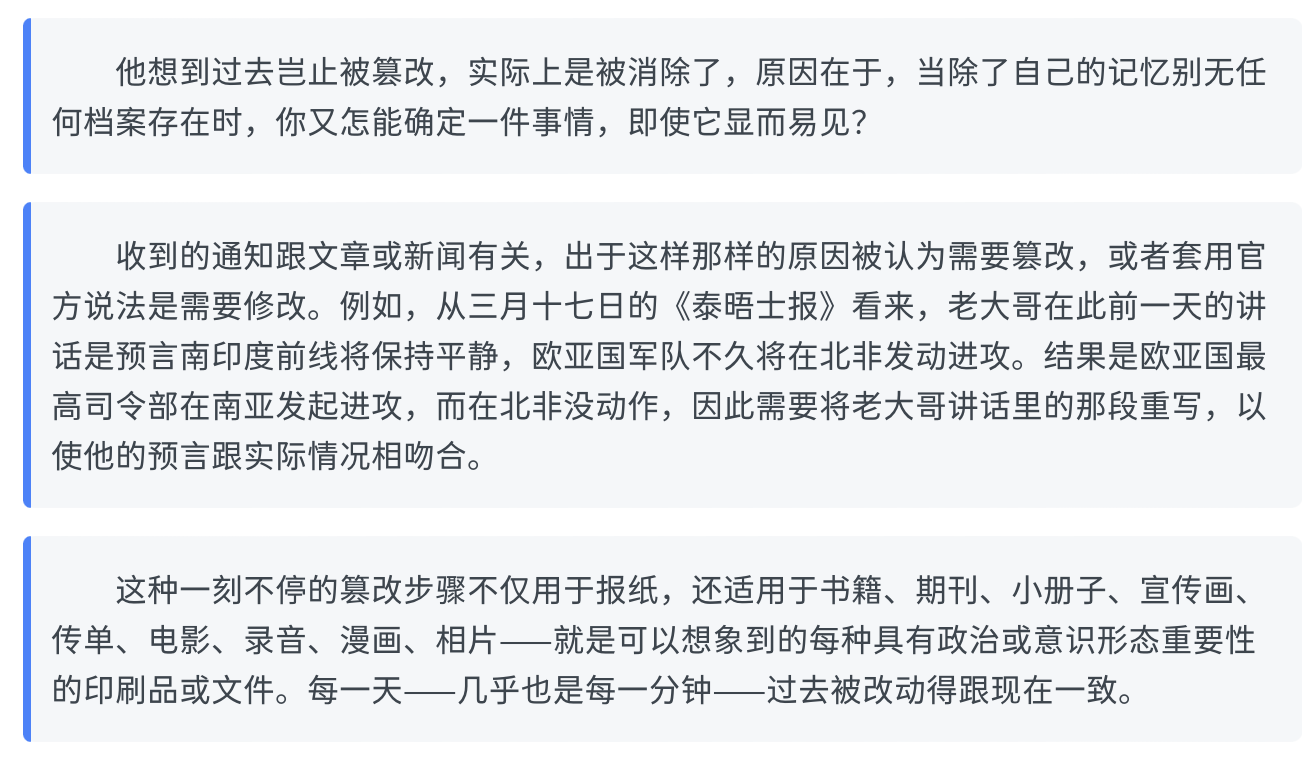 他想到过去岂止被篡改，实际上是被消除了，原因在于，当除了自己的记忆别无任
何档案存在时，你又怎能确定一件事情，即使它显而易见？
收到的通知跟文章或新闻有关，出于这样那样的原因被认为需要篡改，或者套用官
方说法是需要修改。例如，从三月十七日的《泰晤士报》看来，老大哥在此前一天的讲
话是预言南印度前线将保持平静，欧亚国军队不久将在北非发动进攻。结果是欧亚国最
高司令部在南亚发起进攻，而在北非没动作，因此需要将老大哥讲话里的那段重写，以
使他的预言跟实际情况相吻合。
这种一刻不停的篡改步骤不仅用于报纸，还适用于书籍、期刊、小册子、宣传画、
传单、电影、录音、漫画、相片——就是可以想象到的每种具有政治或意识形态重要性
的印刷品或文件。每一天——几乎也是每一分钟——过去被改动得跟现在一致。